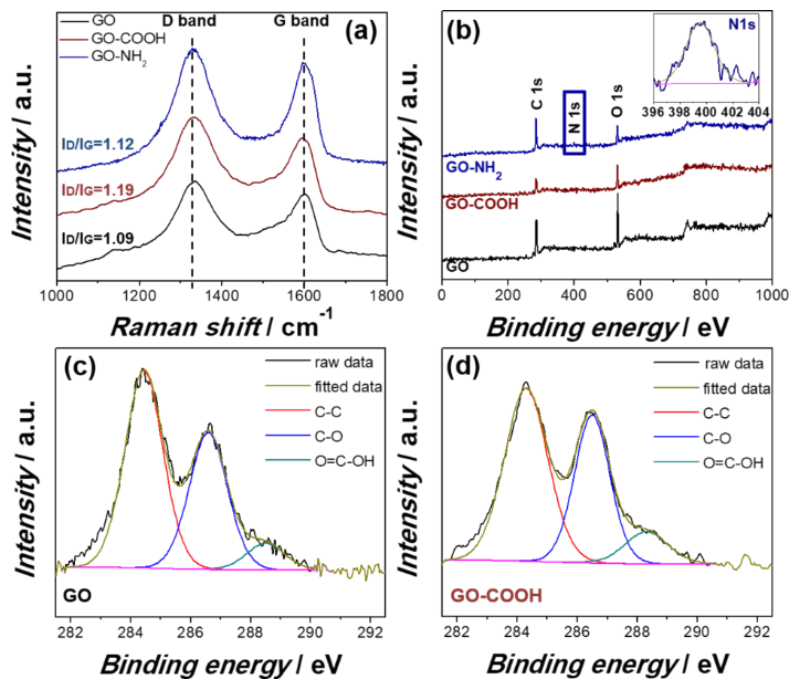 GO
GO-COOH
GO-NH2
D band
G band
(a)
ID/IG=1.12
ID/IG=1.19
ID/IG=1.09
Intensity / a.u.
1000 1200 1400 1600 1800
Raman shift / cm-1
(b)
N1s
396 398 400 402 404
C 1s
N 1s
O 1s
GO-NH2
GO-COOH
GO
Intensity / a.u.
0 200 400 600 800 1000
Binding energy / eV
(c)
raw data
fitted data
C-C
C-O
O=C-OH
GO
Intensity / a.u.
282 284 286 288 290 292
Binding energy / eV
(d)
raw data
fitted data
C-C
C-O
O=C-OH
GO-COOH
Intensity / a.u.
282 284 286 288 290 292
Binding energy / eV